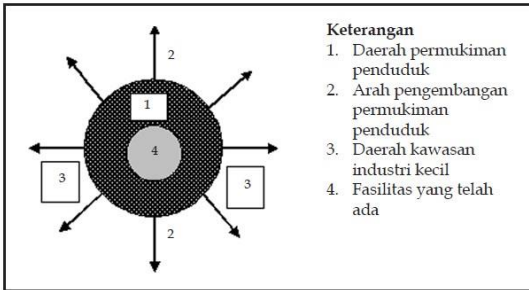 2
1
4
3
3
2
Keterangan
1. Daerah permukiman
penduduk
2. Arah pengembangan
permukiman
penduduk
3. Daerah kawasan
industri kecil
4. Fasilitas yang telah
ada